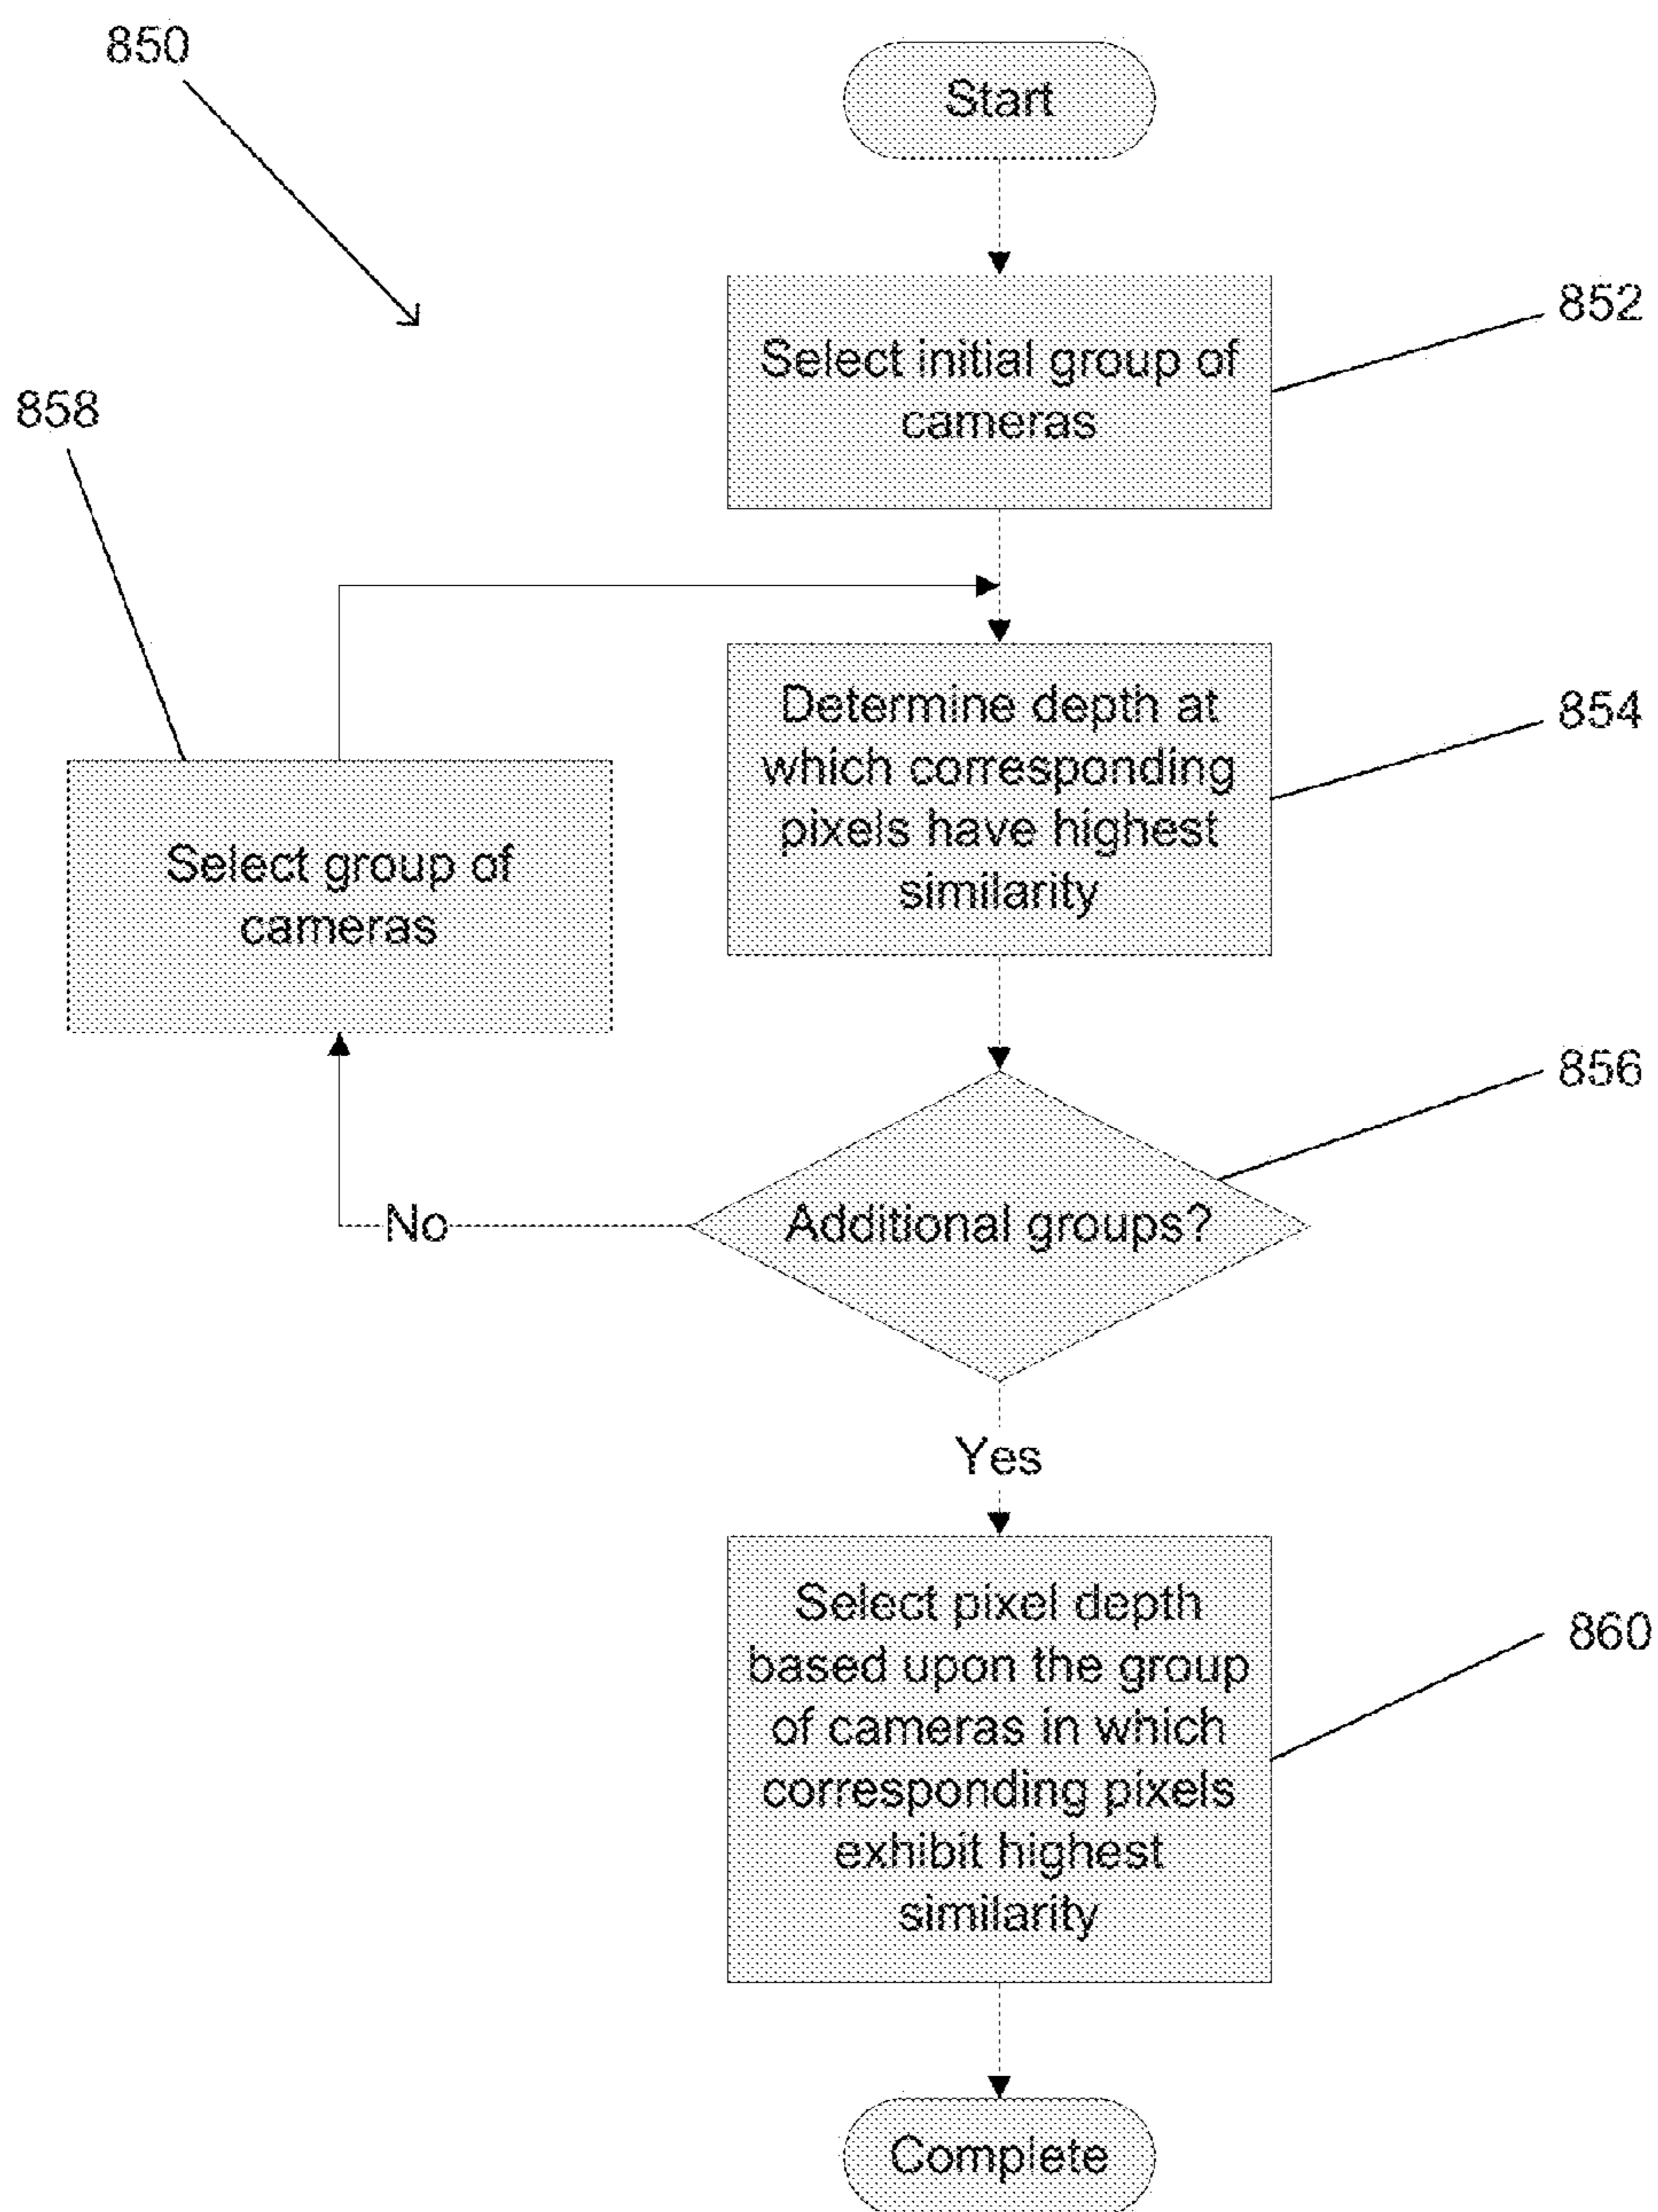 850
Start
852
Select initial group of
cameras
858
854
Determine depth at
which corresponding
pixels have highest
similarity
Select group of
cameras
856
Additional groups?
No
Yes
860
Select pixel depth
based upon the group
of cameras in which
corresponding pixels
exhibit highest
similarity
Complete